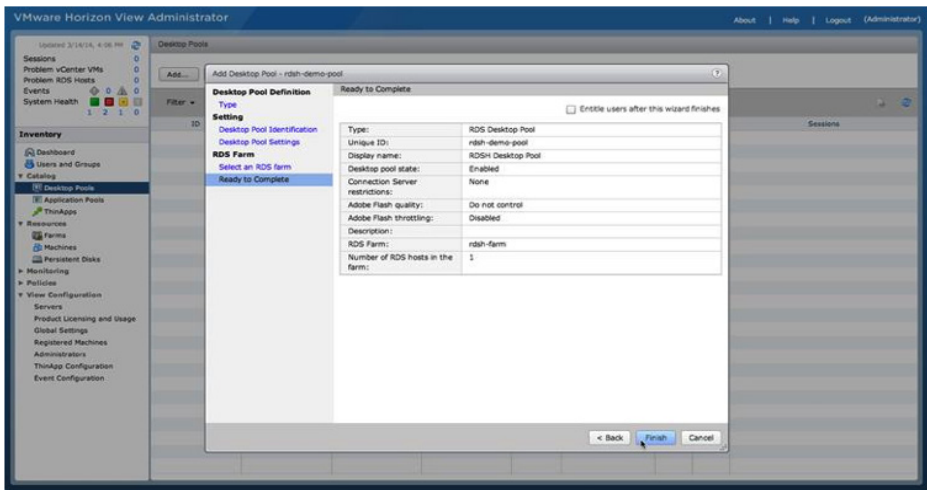 VMware Horizon View Administrator
About | Help | Logout (Administrator)
Updated 3/14/14, 4:06 PM
Sessions 0
Problem vCenter VMs 0
Problem RDS Hosts 0
Events 0 0
System Health
1 2 1 0
Inventory
Dashboard
Users and Groups
Catalog
Desktop Pools
Application Pools
ThinApps
Resources
Farms
Machines
Persistent Disks
Monitoring
Policies
View Configuration
Servers
Product Licensing and Usage
Global Settings
Registered Machines
Administrators
ThinApp Configuration
Event Configuration
Desktop Pools
Add...
Filter
ID
Sessions
Add Desktop Pool - rdsh-demo-pool
?
Desktop Pool Definition
Type
Setting
Desktop Pool Identification
Desktop Pool Settings
RDS Farm
Select an RDS farm
Ready to Complete
Ready to Complete
Entitle users after this wizard finishes
Type: RDS Desktop Pool
Unique ID: rdsh-demo-pool
Display name: RDSH Desktop Pool
Desktop pool state: Enabled
Connection Server None
restrictions:
Adobe Flash quality: Do not control
Adobe Flash throttling: Disabled
Description:
RDS Farm: rdsh-farm
Number of RDS hosts in the 1
farm:
< Back
Finish
Cancel